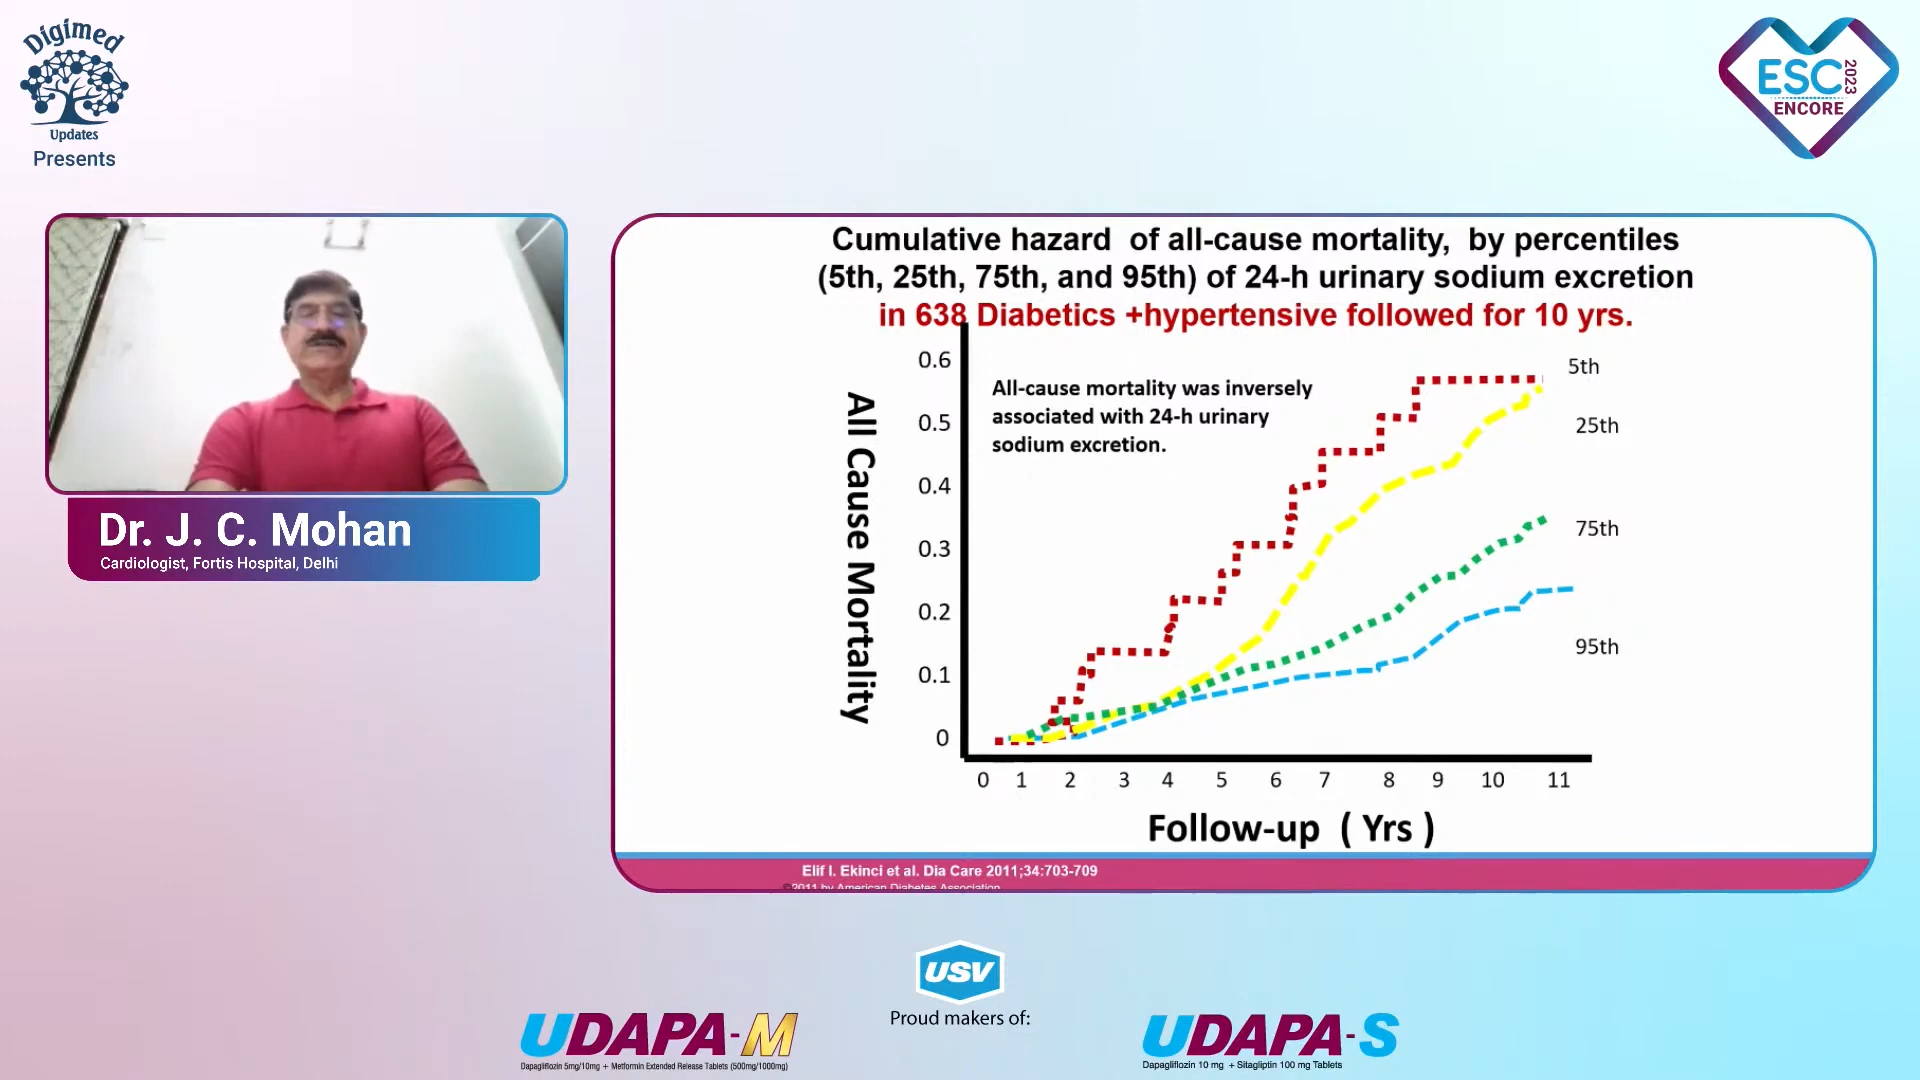 Digimed
Updates
Presents
ESC 2023
ENCORE
Dr. J. C. Mohan
Cardiologist, Fortis Hospital, Delhi
Cumulative hazard of all-cause mortality, by percentiles
(5th, 25th, 75th, and 95th) of 24-h urinary sodium excretion
in 638 Diabetics +hypertensive followed for 10 yrs.
All-cause mortality was inversely
associated with 24-h urinary
sodium excretion.
All Cause Mortality
0.6
0.5
0.4
0.3
0.2
0.1
0
5th
25th
75th
95th
0 1 2 3 4 5 6 7 8 9 10 11
Follow-up ( Yrs )
Elif I. Ekinci et al. Dia Care 2011;34:703-709
©2011 by American Diabetes Association
USV
Proud makers of:
UDAPA-M
Dapagliflozin 5mg/10mg + Metformin Extended Release Tablets (500mg/1000mg)
UDAPA-S
Dapagliflozin 10 mg + Sitagliptin 100 mg Tablets